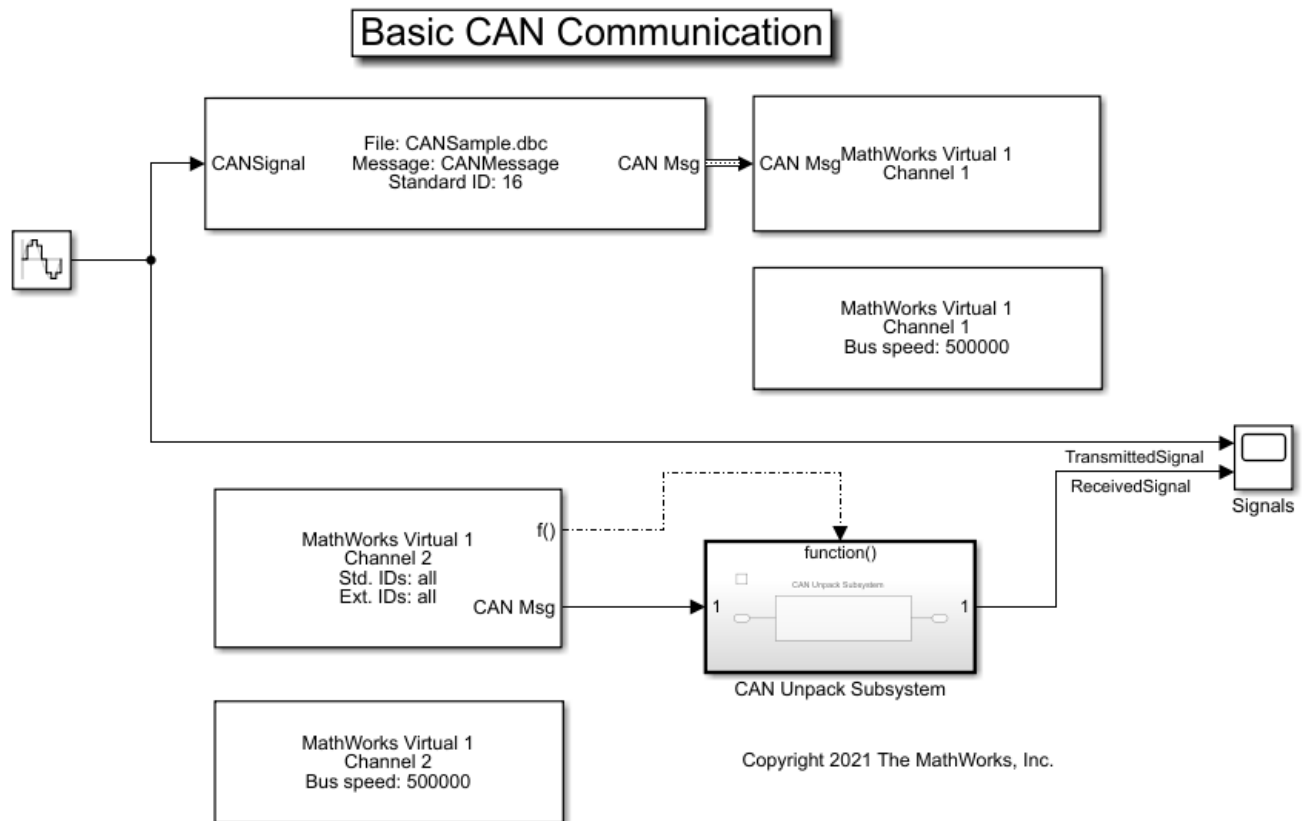 Basic CAN Communication
CANSignal
File: CANSample.dbc
Message: CANMessage
Standard ID: 16
CAN Msg
CAN Msg
MathWorks Virtual 1
Channel 1
MathWorks Virtual 1
Channel 1
Bus speed: 500000
TransmittedSignal
ReceivedSignal
Signals
MathWorks Virtual 1
Channel 2
Std. IDs: all
Ext. IDs: all
f()
CAN Msg
function()
CAN Unpack Subsystem
1
1
CAN Unpack Subsystem
MathWorks Virtual 1
Channel 2
Bus speed: 500000
Copyright 2021 The MathWorks, Inc.